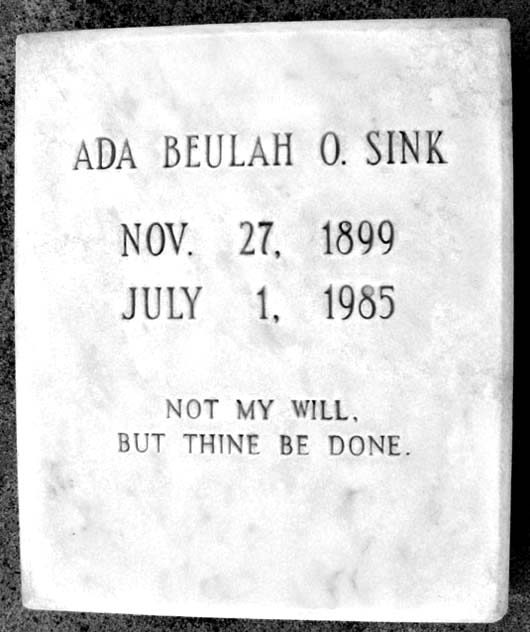 ADA BEULAH O. SINK
NOV. 27, 1899
JULY 1, 1985
NOT MY WILL,
BUT THINE BE DONE.